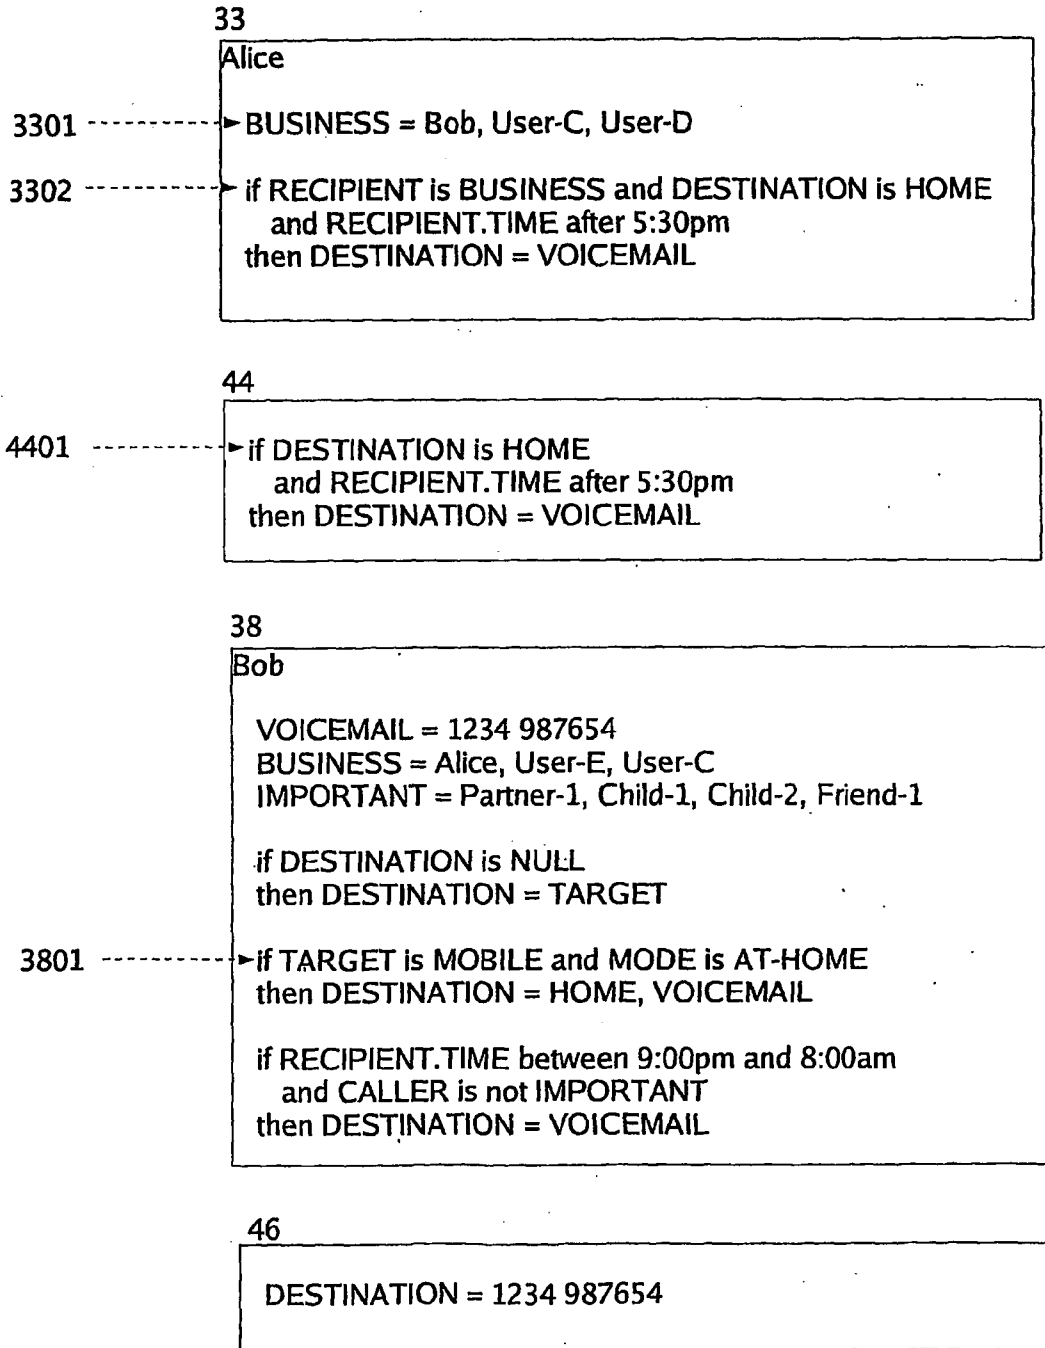 33
Alice
3301
BUSINESS = Bob, User-C, User-D
3302
if RECIPIENT is BUSINESS and DESTINATION is HOME
and RECIPIENT.TIME after 5:30pm
then DESTINATION = VOICEMAIL
44
4401
if DESTINATION is HOME
and RECIPIENT.TIME after 5:30pm
then DESTINATION = VOICEMAIL
38
Bob
VOICEMAIL = 1234 987654
BUSINESS = Alice, User-E, User-C
IMPORTANT = Partner-1, Child-1, Child-2, Friend-1
if DESTINATION is NULL
then DESTINATION = TARGET
3801
if TARGET is MOBILE and MODE is AT-HOME
then DESTINATION = HOME, VOICEMAIL
if RECIPIENT.TIME between 9:00pm and 8:00am
and CALLER is not IMPORTANT
then DESTINATION = VOICEMAIL
46
DESTINATION = 1234 987654